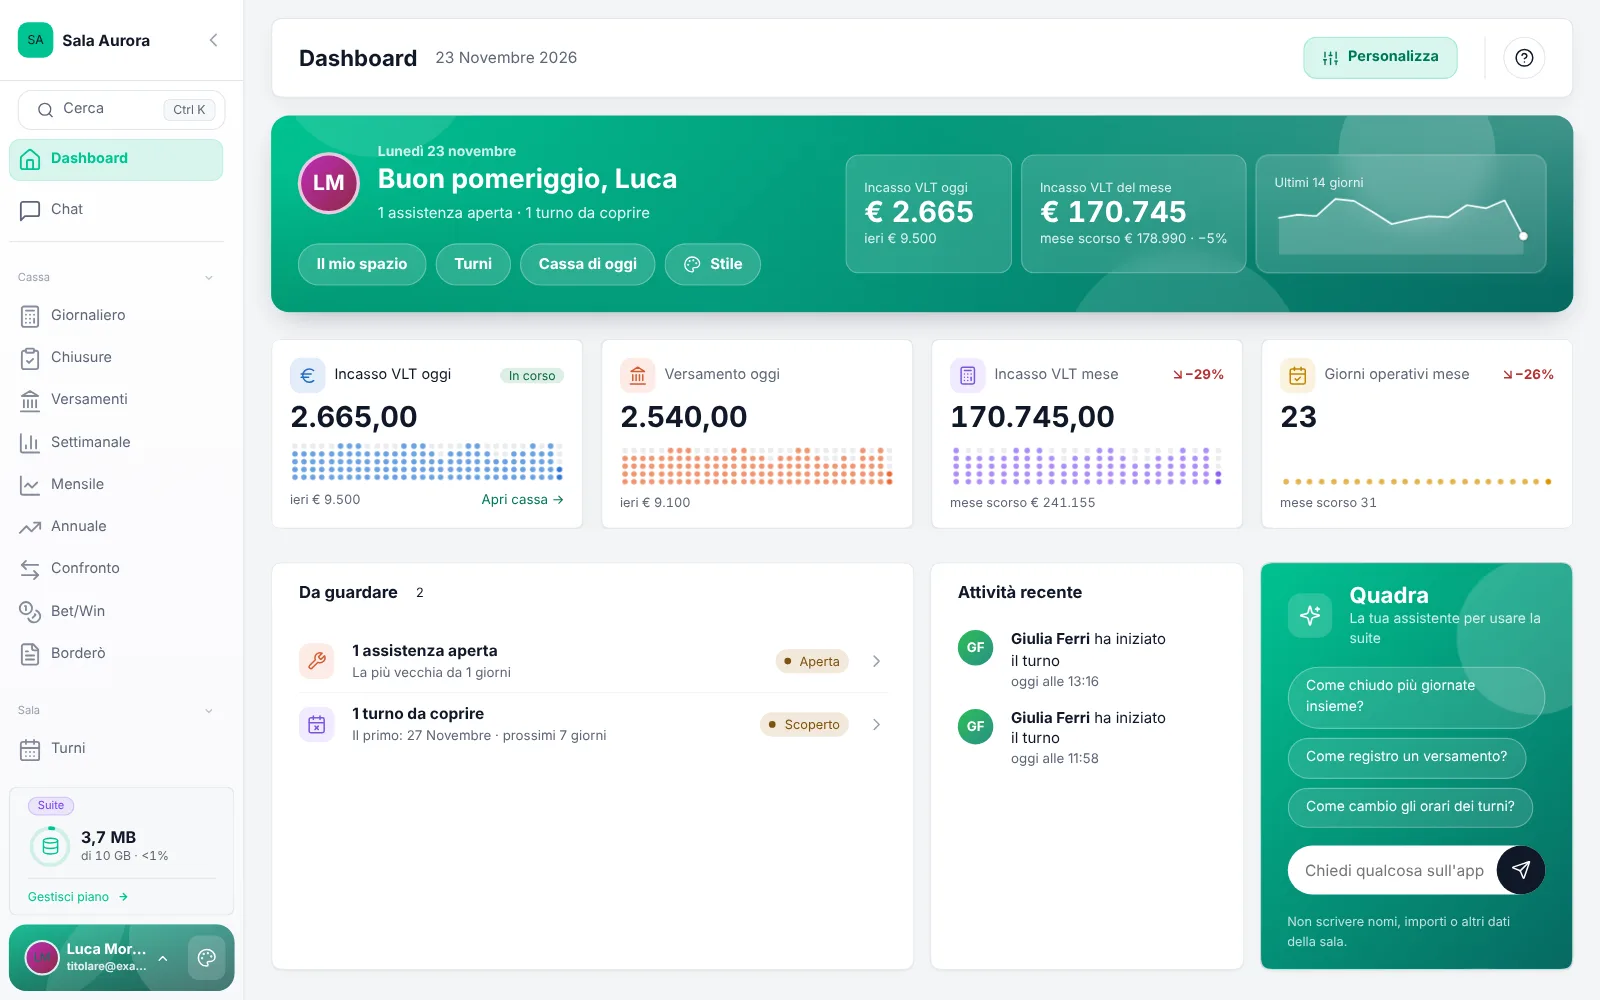 SA
Sala Aurora
Cerca
Ctrl K
Dashboard
Chat
Cassa
Giornaliero
Chiusure
Versamenti
Settimanale
Mensile
Annuale
Confronto
Bet/Win
Borderò
Sala
Turni
Suite
3,7 MB
di 10 GB · <1%
Gestisci piano →
LM
Luca Mor...
titolare@exa...
Dashboard
23 Novembre 2026
Personalizza
LM
Lunedì 23 novembre
Buon pomeriggio, Luca
1 assistenza aperta · 1 turno da coprire
Il mio spazio
Turni
Cassa di oggi
Stile
Incasso VLT oggi
€ 2.665
ieri € 9.500
Incasso VLT del mese
€ 170.745
mese scorso € 178.990 · −5%
Ultimi 14 giorni
Incasso VLT oggi
In corso
2.665,00
ieri € 9.500
Apri cassa →
Versamento oggi
2.540,00
ieri € 9.100
Incasso VLT mese
↘−29%
170.745,00
mese scorso € 241.155
Giorni operativi mese
↘−26%
23
mese scorso 31
Da guardare 2
1 assistenza aperta
La più vecchia da 1 giorni
Aperta
1 turno da coprire
Il primo: 27 Novembre · prossimi 7 giorni
Scoperto
Attività recente
GF
Giulia Ferri ha iniziato
il turno
oggi alle 13:16
GF
Giulia Ferri ha iniziato
il turno
oggi alle 11:58
Quadra
La tua assistente per usare la
suite
Come chiudo più giornate
insieme?
Come registro un versamento?
Come cambio gli orari dei turni?
Chiedi qualcosa sull'app
Non scrivere nomi, importi o altri dati
della sala.